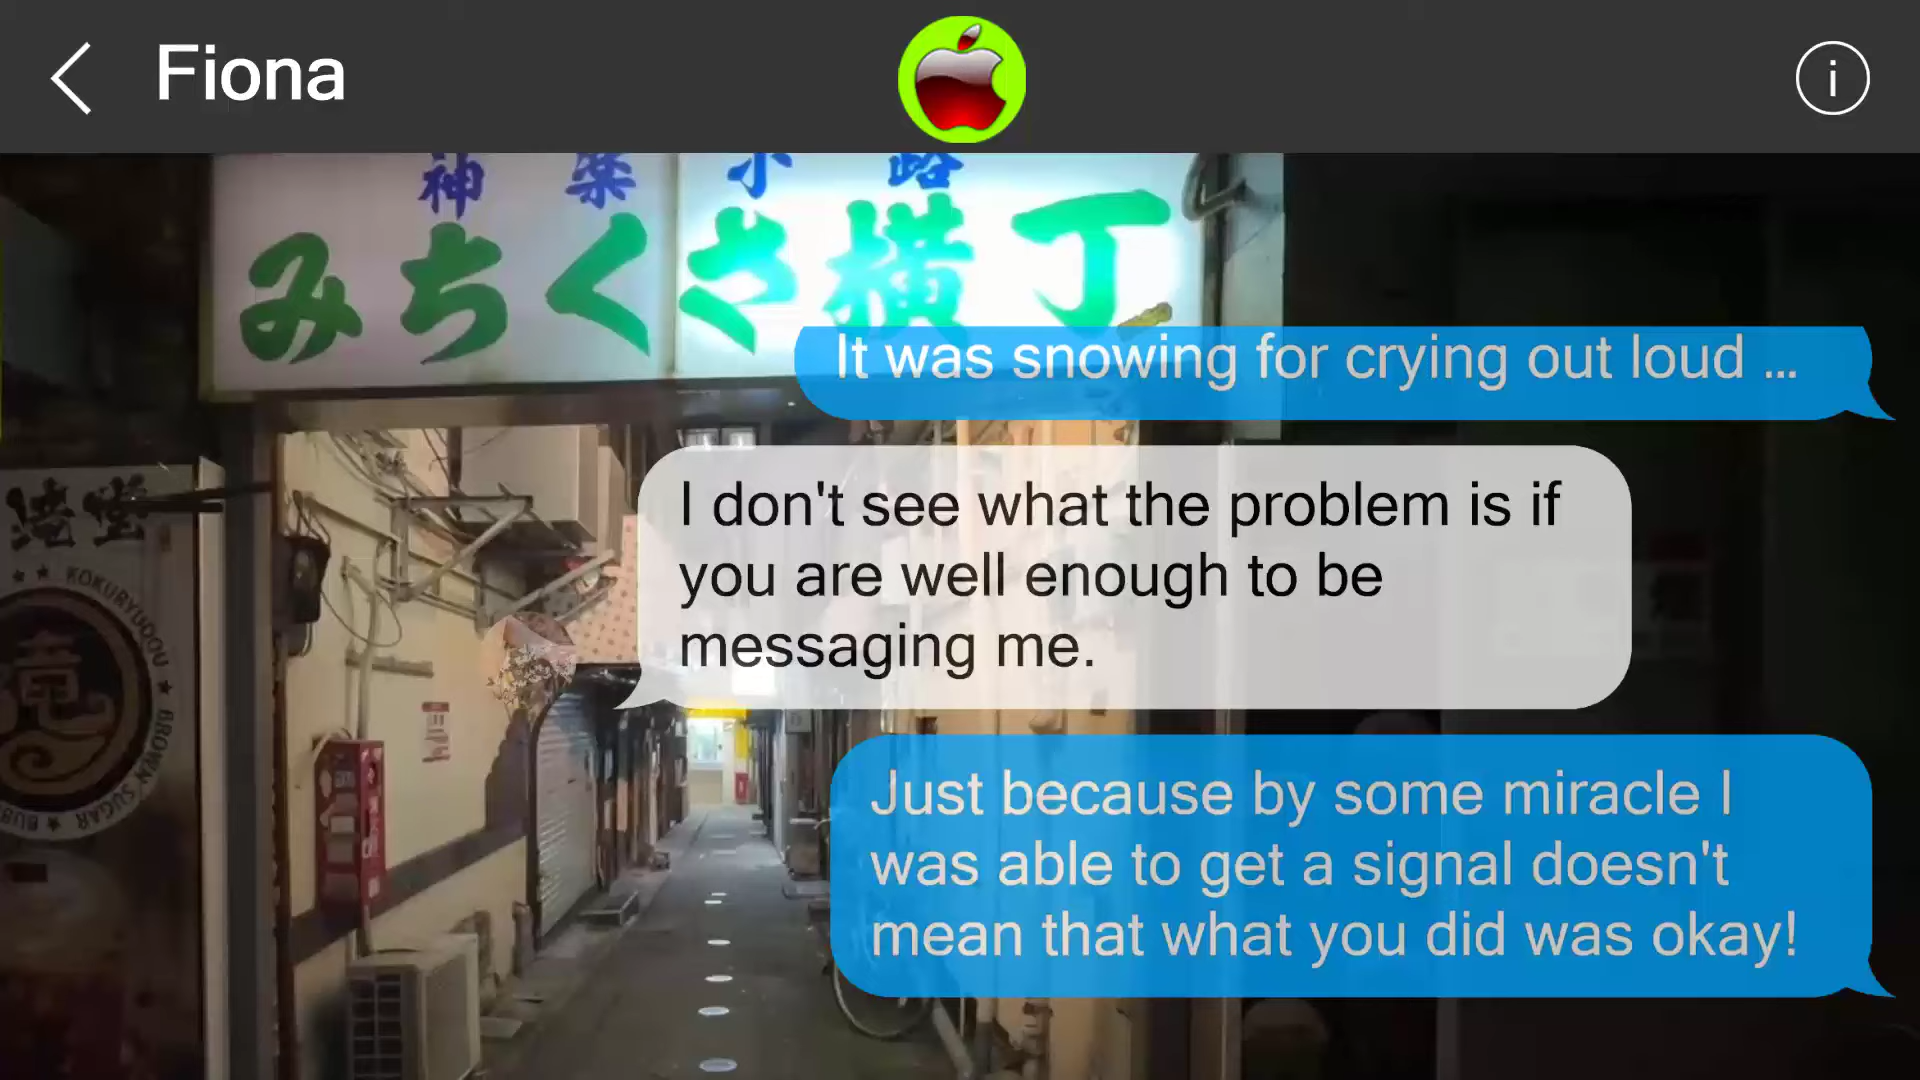 Fiona
神楽小路
みちくさ横丁
It was snowing for crying out loud ...
I don't see what the problem is if
you are well enough to be
messaging me.
Just because by some miracle I
was able to get a signal doesn't
mean that what you did was okay!
KOKURYUDOU ★ BROWN SUGAR ★